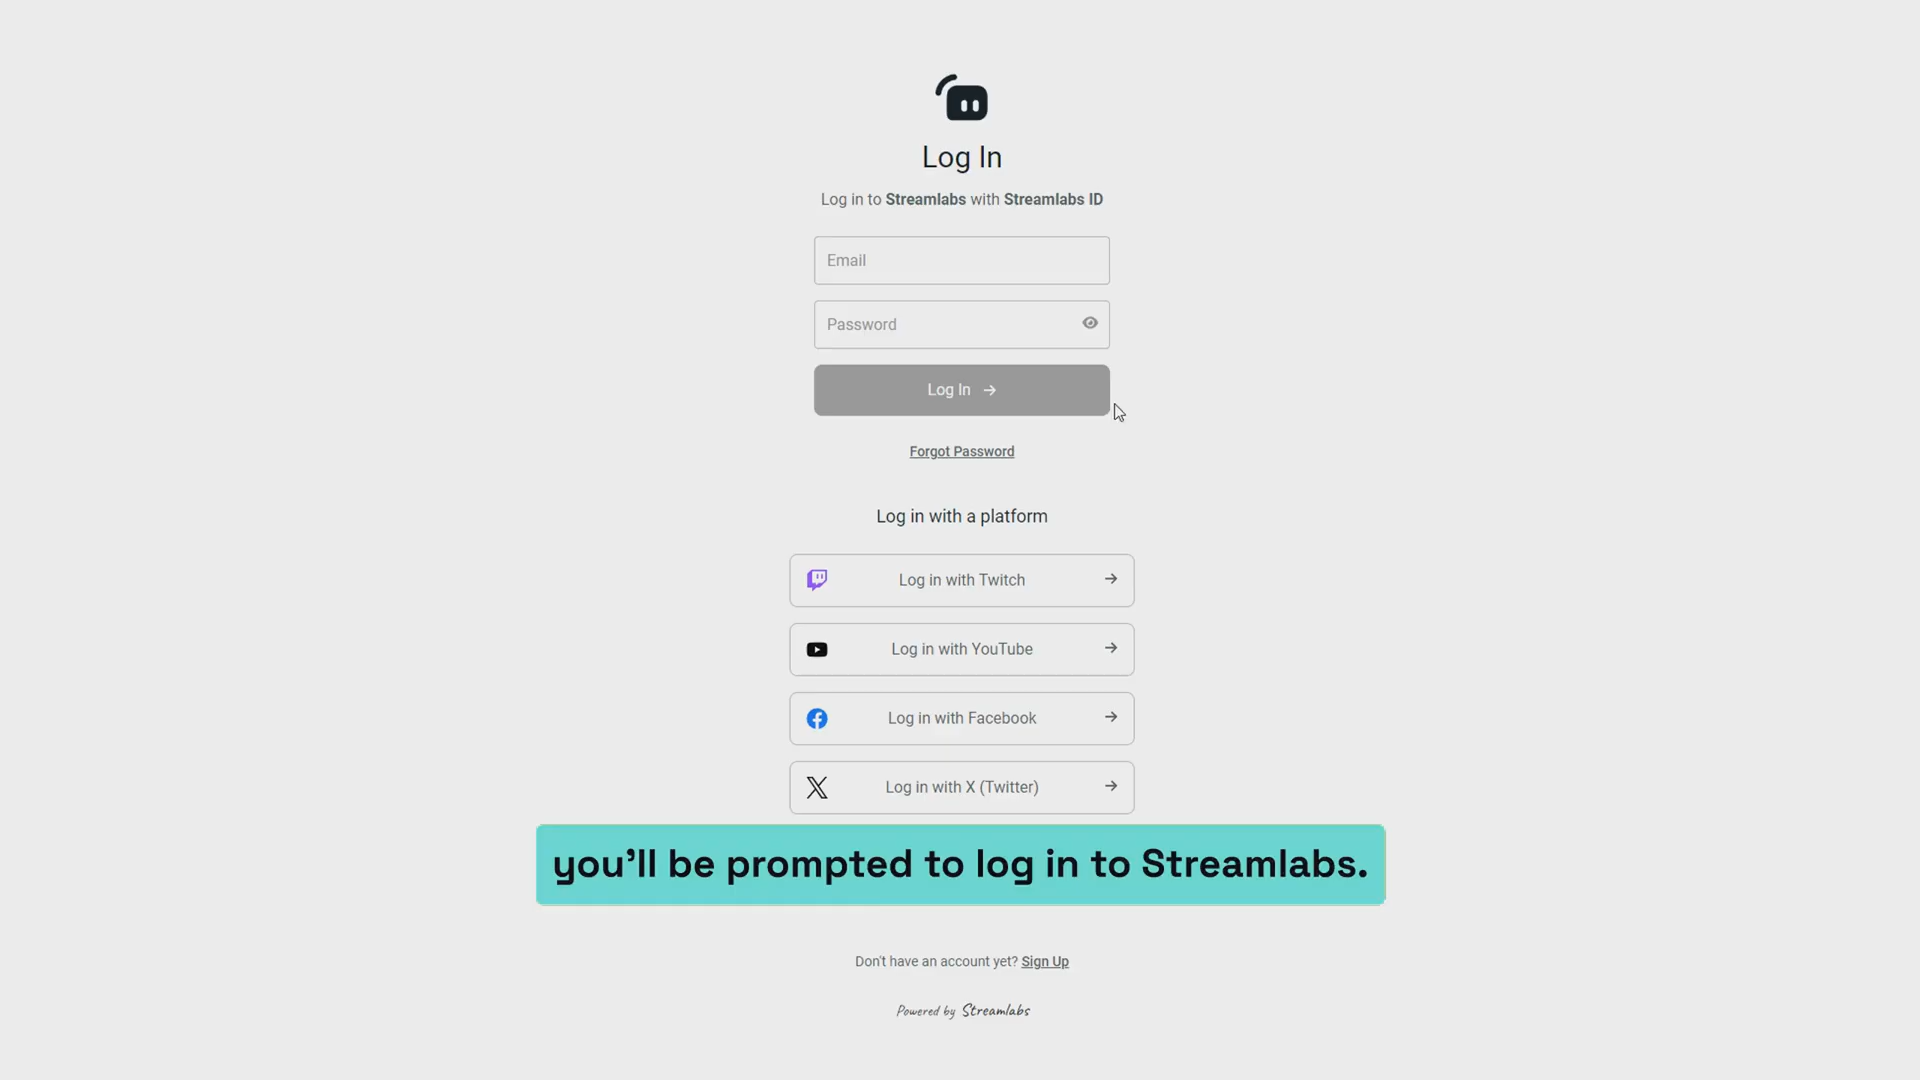 Log In
Log in to Streamlabs with Streamlabs ID
Email
Password
Log In
Forgot Password
Log in with a platform
Log in with Twitch
Log in with YouTube
Log in with Facebook
Log in with X (Twitter)
you’ll be prompted to log in to Streamlabs.
Don't have an account yet? Sign Up
Powered by Streamlabs